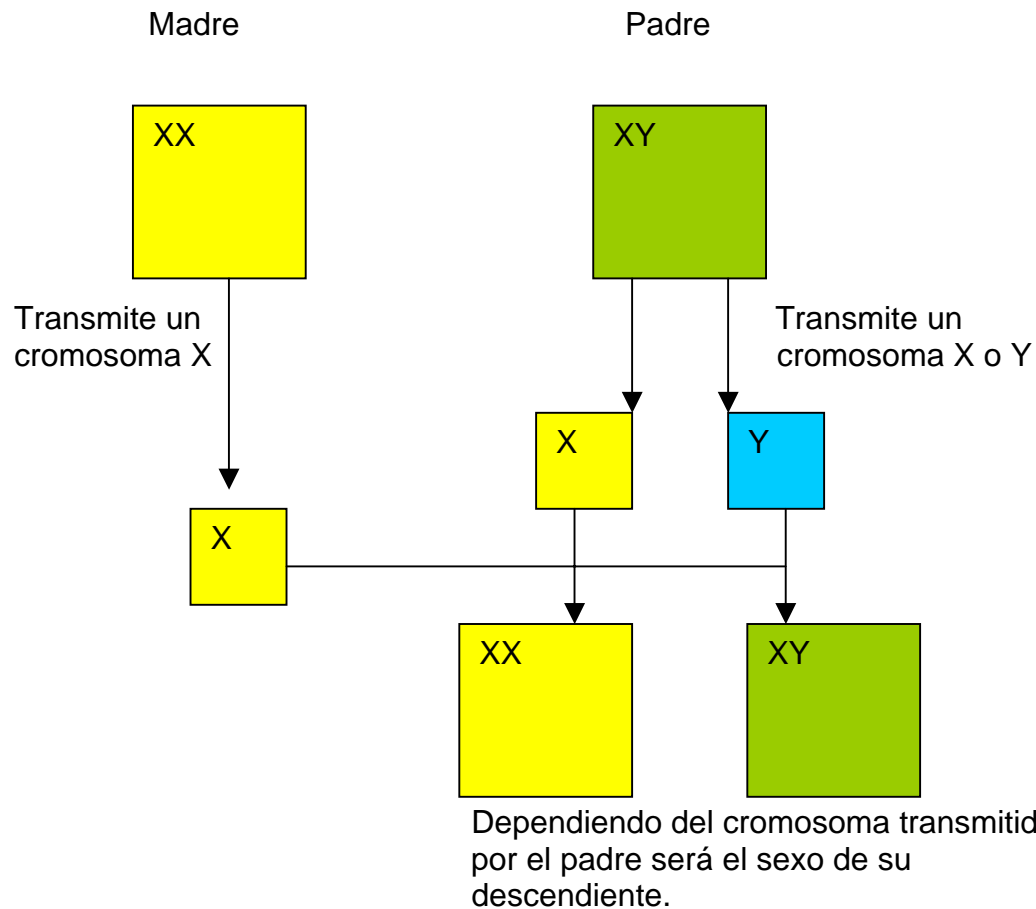 Madre
Padre
XX
XY
Transmite un
cromosoma X
Transmite un
cromosoma X o Y
X
Y
X
XX
XY
Dependiendo del cromosoma transmitid
por el padre será el sexo de su
descendiente.